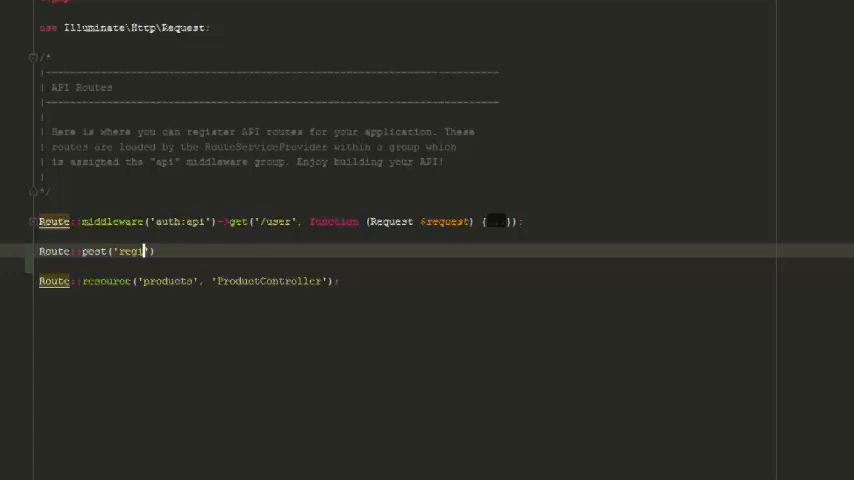 use Illuminate\Http\Request;
/*
|--------------------------------------------------------------------------
| API Routes
|--------------------------------------------------------------------------
|
| Here is where you can register API routes for your application. These
| routes are loaded by the RouteServiceProvider within a group which
| is assigned the "api" middleware group. Enjoy building your API!
|
*/
Route::middleware('auth:api')->get('/user', function (Request $request) {...});
Route::post('regi')
Route::resource('products', 'ProductController');